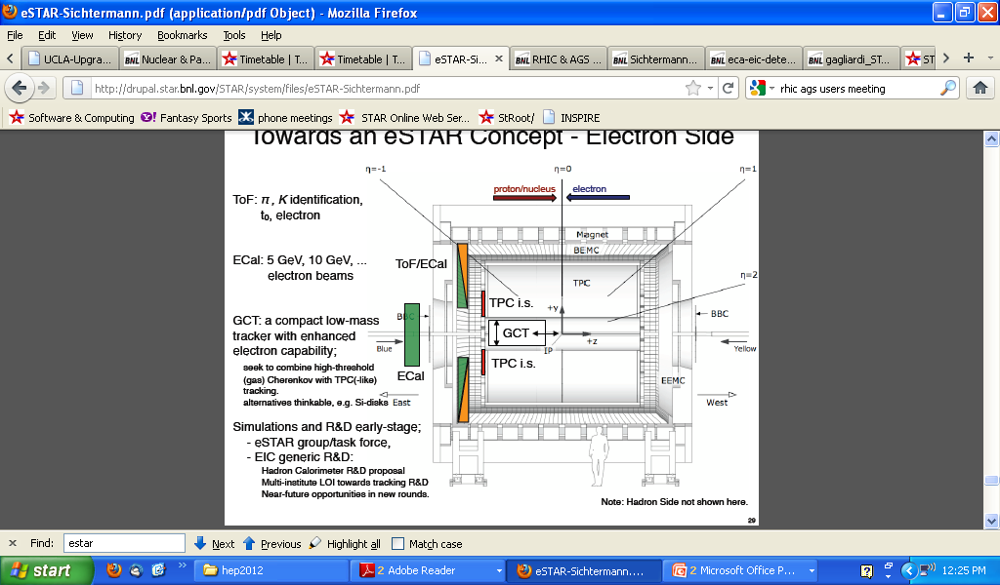 eSTAR-Sichtermann.pdf (application/pdf Object) - Mozilla Firefox
File Edit View History Bookmarks Tools Help
UCLA-Upgra... BNL Nuclear & Pa... Timetable | T... Timetable | T... eSTAR-Si... BNL RHIC & AGS ... BNL Sichtermann... BNL eca-eic-dete... BNL gagliardi_ST... ST
http://drupal.star.bnl.gov/STAR/system/files/eSTAR-Sichtermann.pdf
rhic ags users meeting
Software & Computing Fantasy Sports phone meetings STAR Online Web Ser... StRoot/ INSPIRE
Towards an eSTAR Concept - Electron Side
η=-1 η=0 η=1
proton/nucleus electron
ToF: π , K identification,
t0, electron
Magnet
BEMC
ECal: 5 GeV, 10 GeV, ...
electron beams
ToF/ECal
TPC
η=2
TPC i.s.
+y
BBC
BBC
GCT: a compact low-mass
tracker with enhanced
electron capability;
GCT
+z
IP
Blue
Yellow
seek to combine high-threshold
(gas) Cherenkov with TPC(-like)
tracking.
alternatives thinkable, e.g. Si-disks
TPC i.s.
ECal
EEMC
East
West
Simulations and R&D early-stage;
- eSTAR group/task force,
- EIC generic R&D:
Hadron Calorimeter R&D proposal
Multi-institute LOI towards tracking R&D
Near-future opportunities in new rounds.
Note: Hadron Side not shown here.
29
Find: estar Next Previous Highlight all Match case
start hep2012 2 Adobe Reader eSTAR-Sichtermann.... 2 Microsoft Office P... 12:25 PM